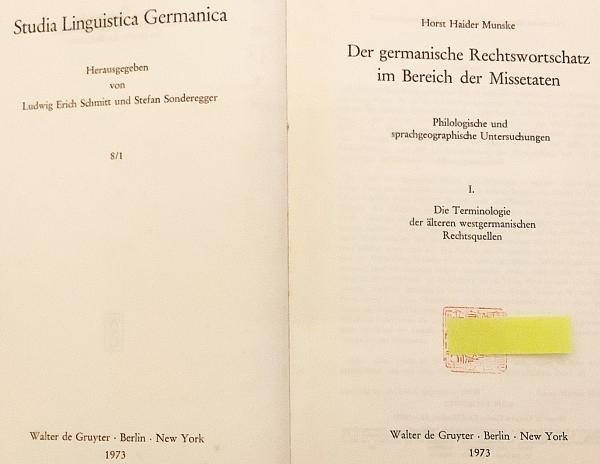 Studia Linguistica Germanica
Herausgegeben
von
Ludwig Erich Schmitt und Stefan Sonderegger
8/1
Walter de Gruyter · Berlin · New York
1973
Horst Haider Munske
Der germanische Rechtswortschatz
im Bereich der Missetaten
Philologische und
sprachgeographische Untersuchungen
I.
Die Terminologie
der älteren westgermanischen
Rechtsquellen
Walter de Gruyter · Berlin · New York
1973